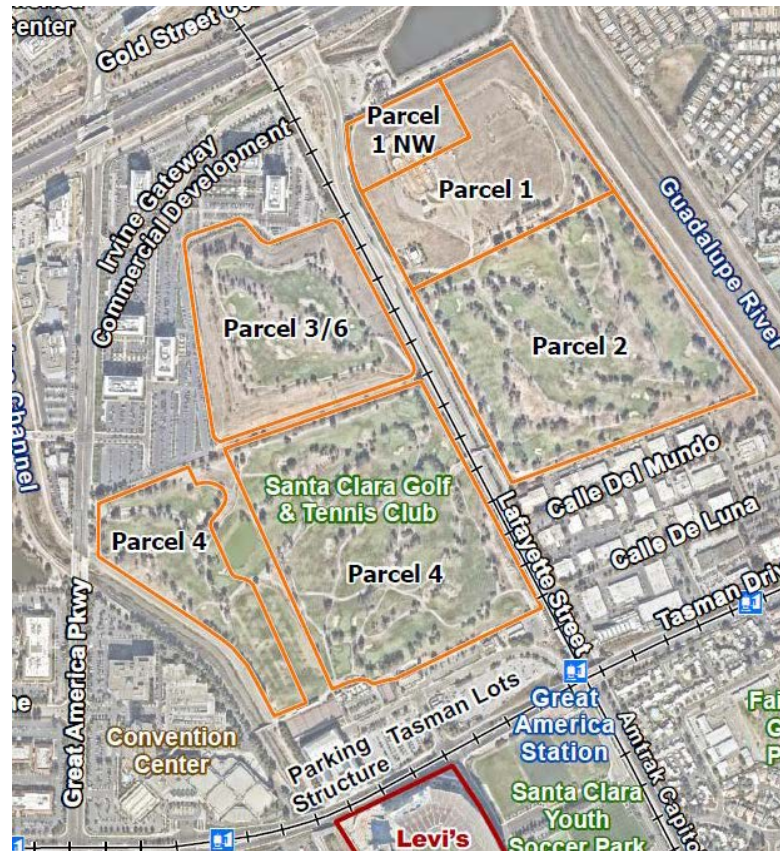 Center
Gold Street Co
Irvine Gateway
Commercial Development
Parcel
1 NW
Parcel 1
Guadalupe River
Parcel 3/6
Parcel 2
Channel
Santa Clara Golf
& Tennis Club
Calle Del Mundo
Parcel 4
Parcel 4
Lafayette Street
Calle De Luna
Tasman Driv
Great America Pkwy
Convention
Center
Parking
Structure
Tasman Lots
Great
America
Station
Amtrak Capito
Santa Clara
Youth
Soccer Park
Levi's